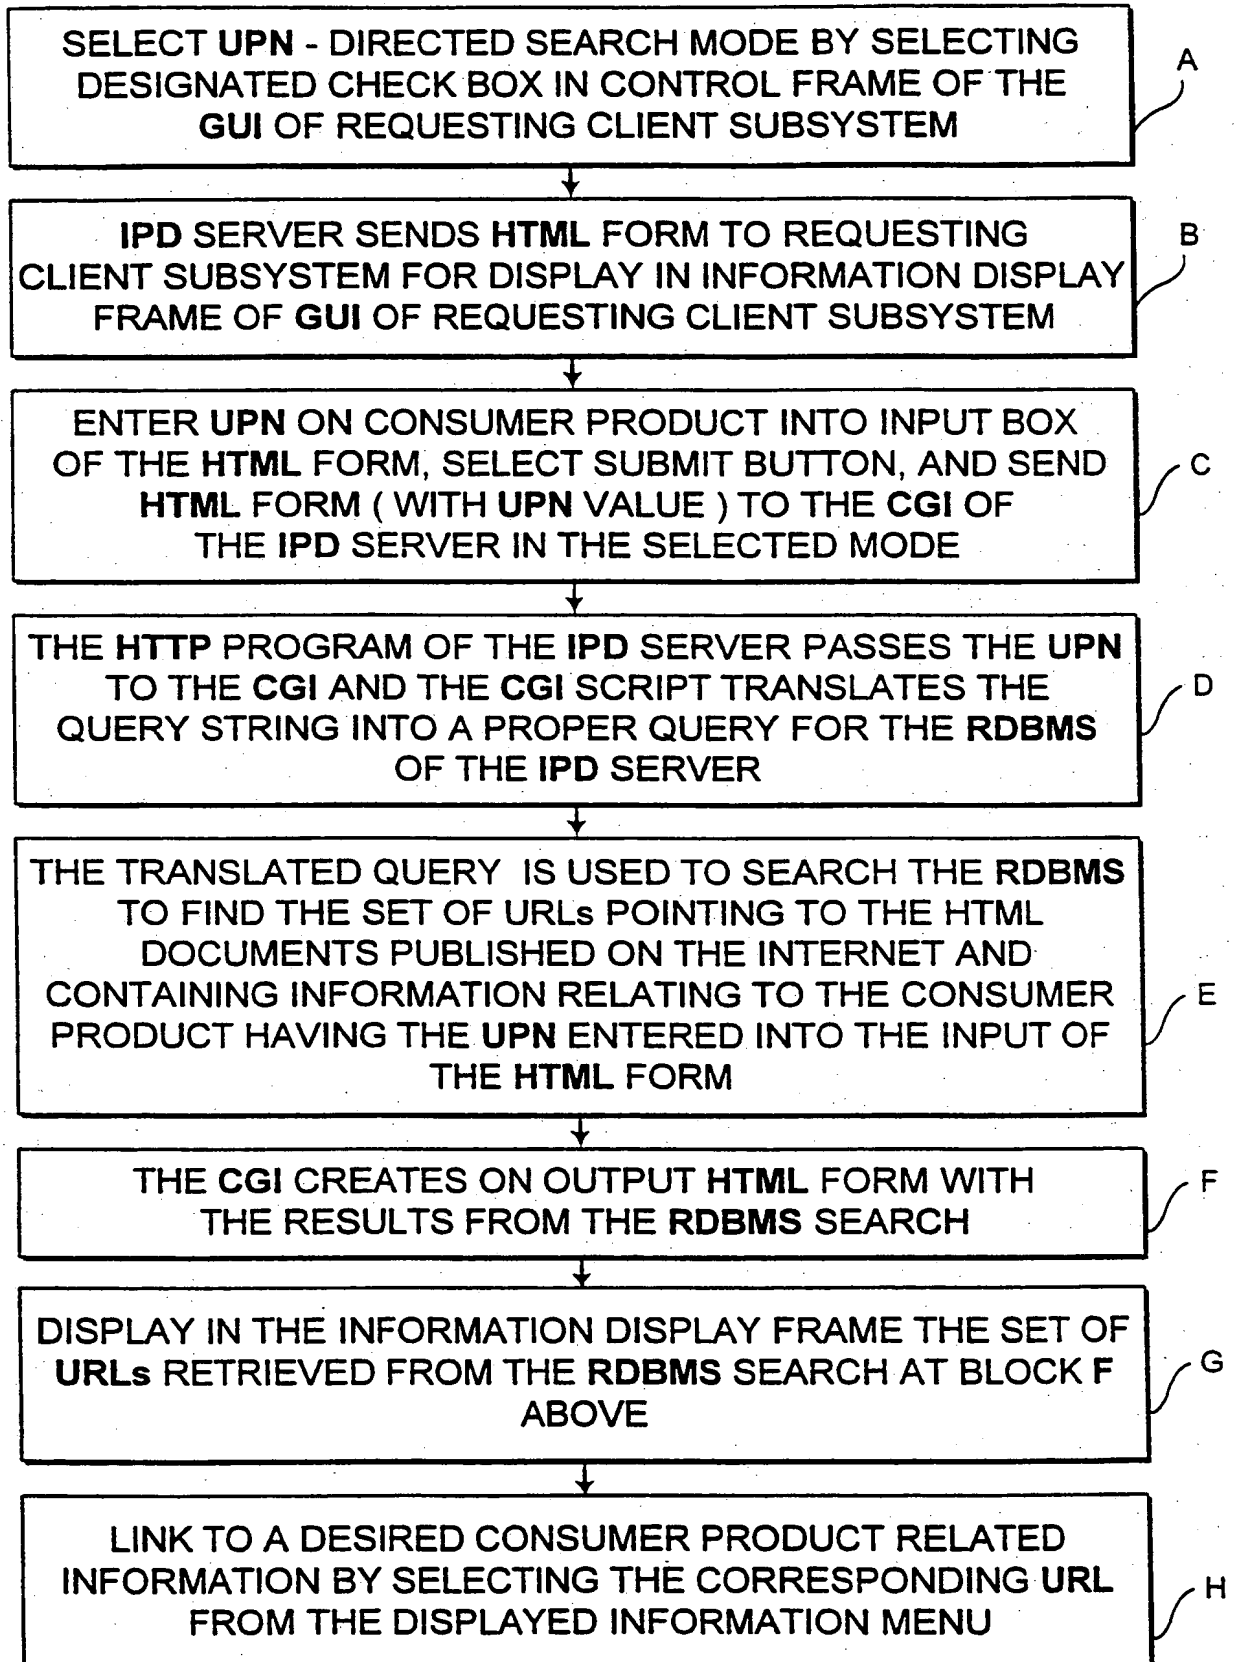 SELECT UPN - DIRECTED SEARCH MODE BY SELECTING
DESIGNATED CHECK BOX IN CONTROL FRAME OF THE
GUI OF REQUESTING CLIENT SUBSYSTEM
A
IPD SERVER SENDS HTML FORM TO REQUESTING
CLIENT SUBSYSTEM FOR DISPLAY IN INFORMATION DISPLAY
FRAME OF GUI OF REQUESTING CLIENT SUBSYSTEM
B
ENTER UPN ON CONSUMER PRODUCT INTO INPUT BOX
OF THE HTML FORM, SELECT SUBMIT BUTTON, AND SEND
HTML FORM ( WITH UPN VALUE ) TO THE CGI OF
THE IPD SERVER IN THE SELECTED MODE
C
THE HTTP PROGRAM OF THE IPD SERVER PASSES THE UPN
TO THE CGI AND THE CGI SCRIPT TRANSLATES THE
QUERY STRING INTO A PROPER QUERY FOR THE RDBMS
OF THE IPD SERVER
D
THE TRANSLATED QUERY IS USED TO SEARCH THE RDBMS
TO FIND THE SET OF URLs POINTING TO THE HTML
DOCUMENTS PUBLISHED ON THE INTERNET AND
CONTAINING INFORMATION RELATING TO THE CONSUMER
PRODUCT HAVING THE UPN ENTERED INTO THE INPUT OF
THE HTML FORM
E
THE CGI CREATES ON OUTPUT HTML FORM WITH
THE RESULTS FROM THE RDBMS SEARCH
F
DISPLAY IN THE INFORMATION DISPLAY FRAME THE SET OF
URLs RETRIEVED FROM THE RDBMS SEARCH AT BLOCK F
ABOVE
G
LINK TO A DESIRED CONSUMER PRODUCT RELATED
INFORMATION BY SELECTING THE CORRESPONDING URL
FROM THE DISPLAYED INFORMATION MENU
H